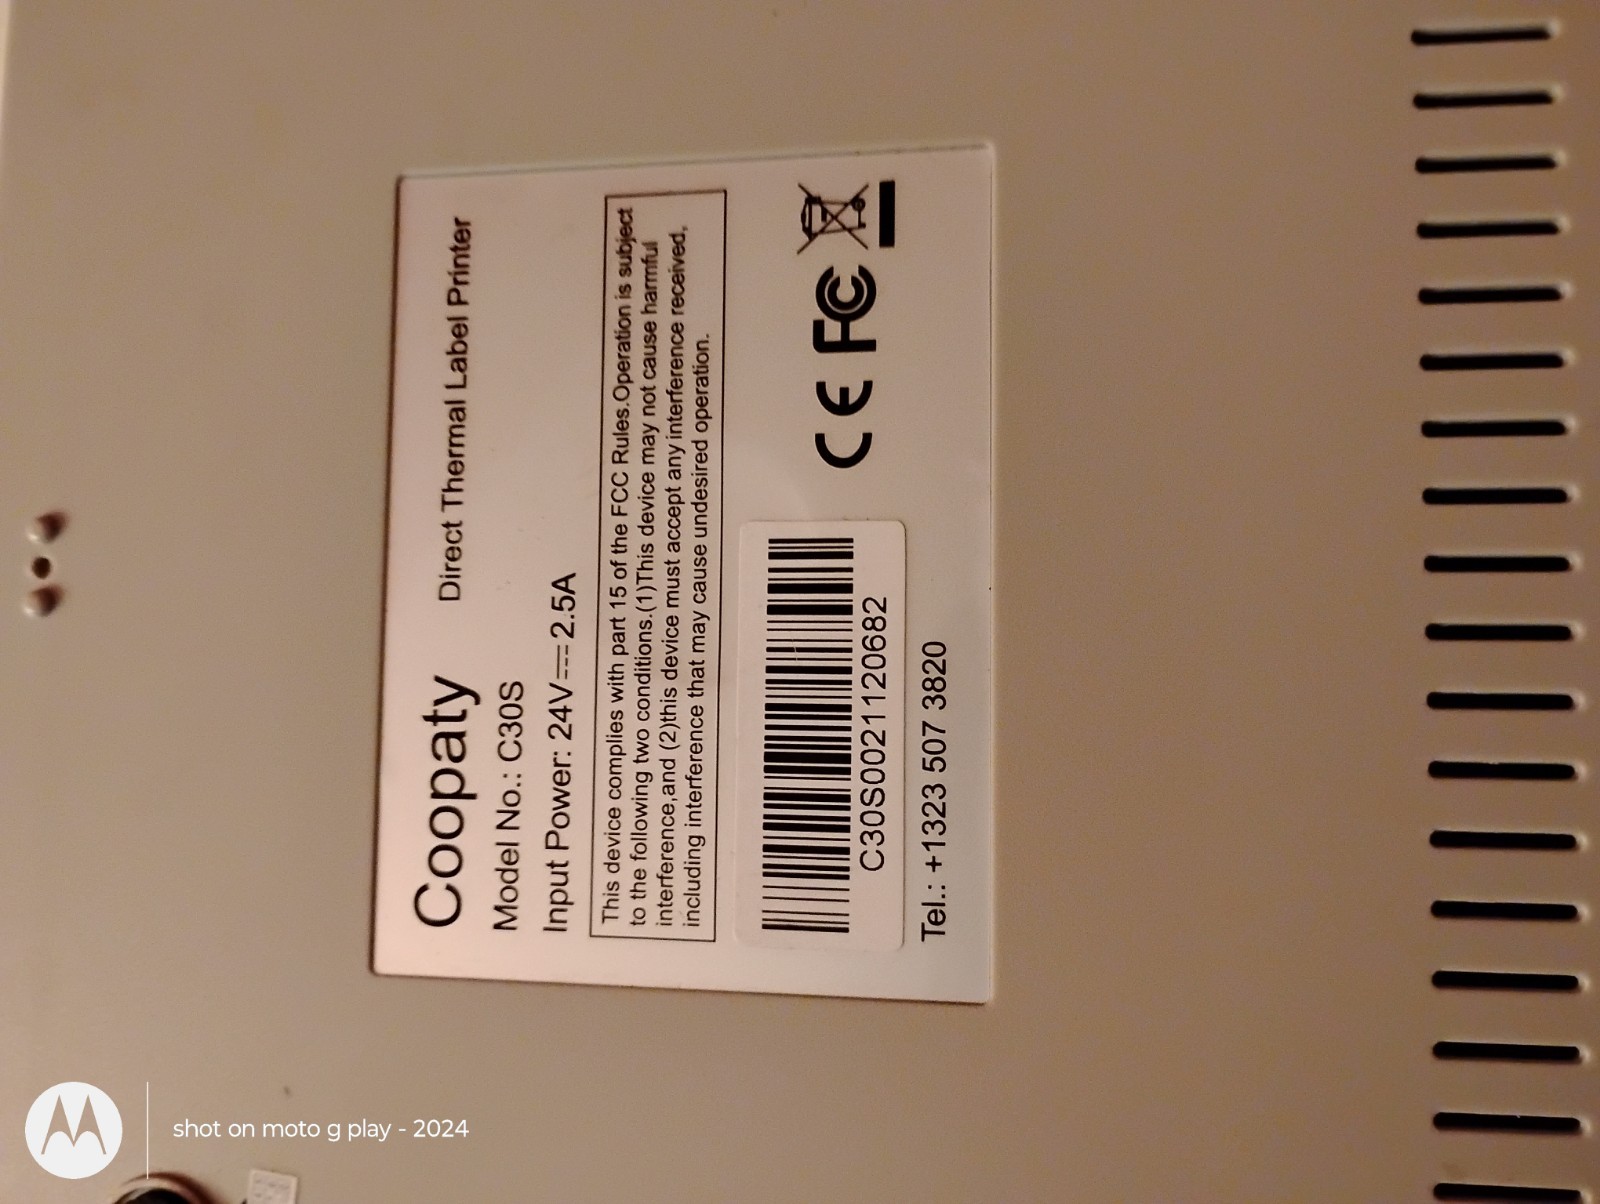 Coopaty Direct Thermal Label Printer
Model No.: C30S
Input Power: 24V⎓2.5A
This device complies with part 15 of the FCC Rules.Operation is subject
to the following two conditions.(1)This device may not cause harmful
interference,and (2)this device must accept any interference received,
including interference that may cause undesired operation.
C30S0021120682
CE FC
Tel.: +1323 507 3820
shot on moto g play - 2024